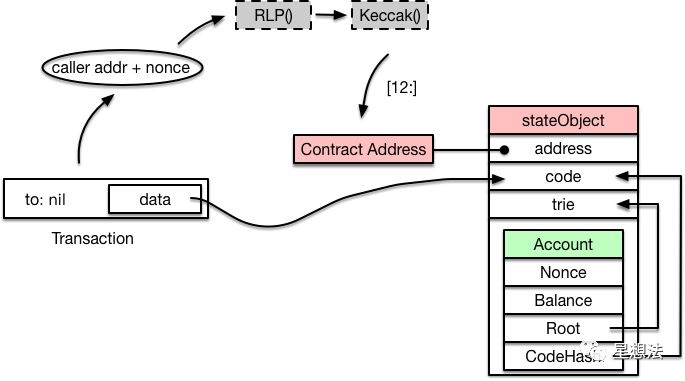 RLP()
Keccak()
caller addr + nonce
[12:]
stateObject
Contract Address
address
code
to: nil
data
trie
Transaction
Account
Nonce
Balance
Root
CodeHash
星想法